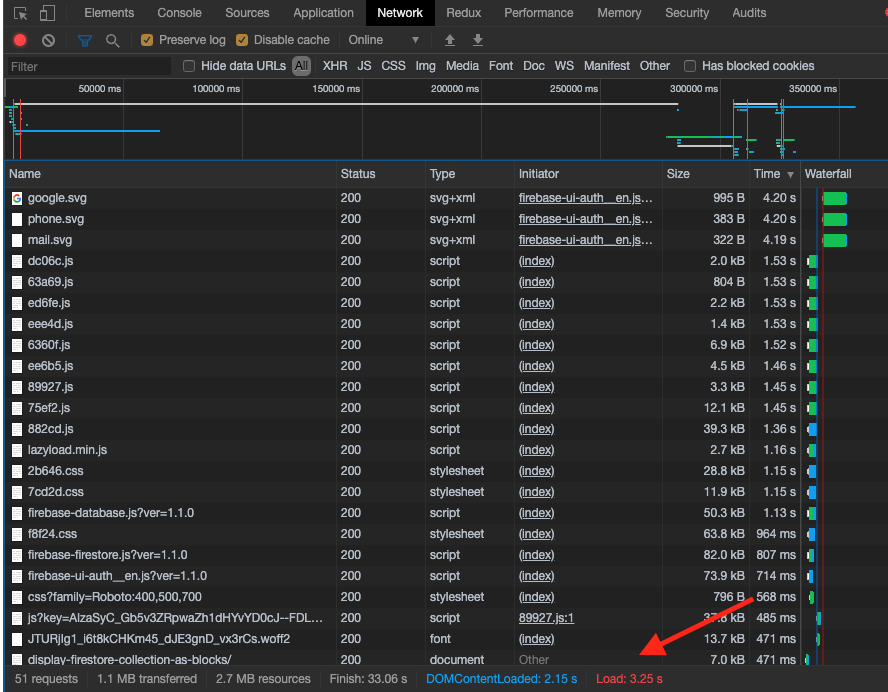 Elements Console Sources Application Network Redux Performance Memory Security Audits
Preserve log Disable cache Online
Filter Hide data URLs All XHR JS CSS Img Media Font Doc WS Manifest Other Has blocked cookies
50000 ms 100000 ms 150000 ms 200000 ms 250000 ms 300000 ms 350000 ms
Name Status Type Initiator Size Time Waterfall
google.svg 200 svg+xml firebase-ui-auth__en.js… 995 B 4.20 s
phone.svg 200 svg+xml firebase-ui-auth__en.js… 383 B 4.20 s
mail.svg 200 svg+xml firebase-ui-auth__en.js… 322 B 4.19 s
dc06c.js 200 script (index) 2.0 kB 1.53 s
63a69.js 200 script (index) 804 B 1.53 s
ed6fe.js 200 script (index) 2.2 kB 1.53 s
eee4d.js 200 script (index) 1.4 kB 1.53 s
6360f.js 200 script (index) 6.9 kB 1.52 s
ee6b5.js 200 script (index) 4.5 kB 1.46 s
89927.js 200 script (index) 3.3 kB 1.45 s
75ef2.js 200 script (index) 12.1 kB 1.45 s
882cd.js 200 script (index) 39.3 kB 1.36 s
lazyload.min.js 200 script (index) 2.7 kB 1.16 s
2b646.css 200 stylesheet (index) 28.8 kB 1.15 s
7cd2d.css 200 stylesheet (index) 11.9 kB 1.15 s
firebase-database.js?ver=1.1.0 200 script (index) 50.3 kB 1.13 s
f8f24.css 200 stylesheet (index) 63.8 kB 964 ms
firebase-firestore.js?ver=1.1.0 200 script (index) 82.0 kB 807 ms
firebase-ui-auth__en.js?ver=1.1.0 200 script (index) 73.9 kB 714 ms
css?family=Roboto:400,500,700 200 stylesheet (index) 796 B 568 ms
js?key=AIzaSyC_Gb5v3ZRpwaZh1dHYvYD0cJ--FDL… 200 script 89927.js:1 37.8 kB 485 ms
JTURjIg1_i6t8kCHKm45_dJE3gnD_vx3rCs.woff2 200 font (index) 13.7 kB 471 ms
display-firestore-collection-as-blocks/ 200 document Other 7.0 kB 471 ms
51 requests 1.1 MB transferred 2.7 MB resources Finish: 33.06 s DOMContentLoaded: 2.15 s Load: 3.25 s